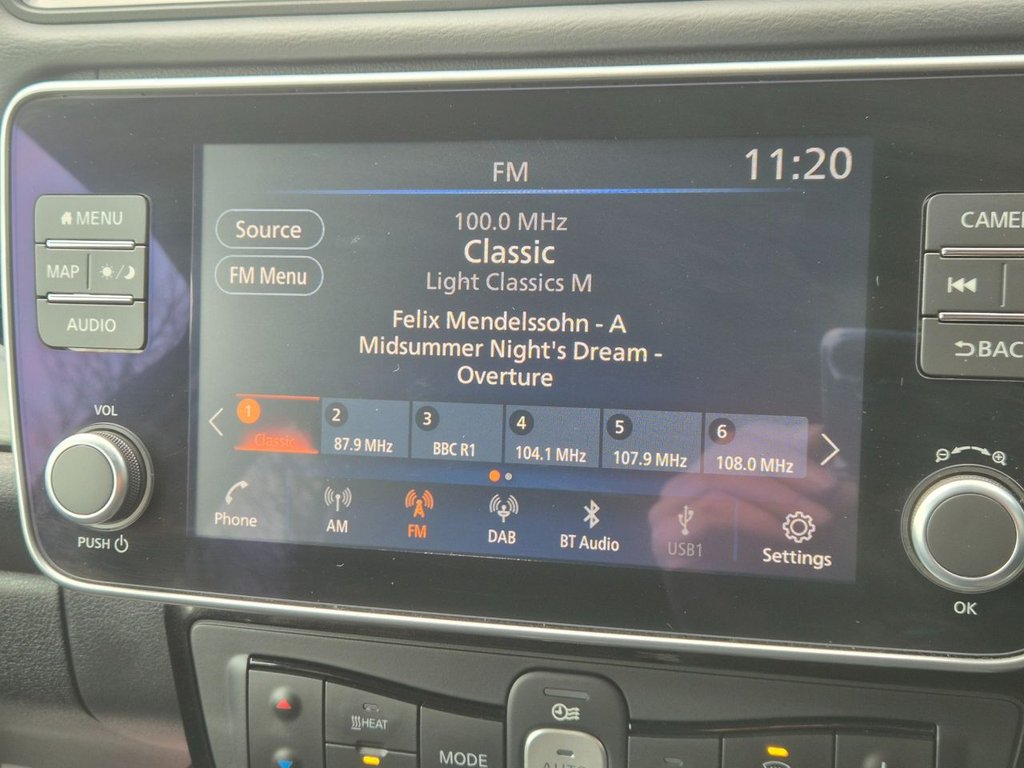 FM
11:20
MENU
MAP
AUDIO
VOL
PUSH
Source
FM Menu
100.0 MHz
Classic
Light Classics M
Felix Mendelssohn - A
Midsummer Night's Dream -
Overture
1
Classic
2
87.9 MHz
3
BBC R1
4
104.1 MHz
5
107.9 MHz
6
108.0 MHz
Phone
AM
FM
DAB
BT Audio
USB1
Settings
CAMER
BAC
OK
HEAT
MODE
AUTO